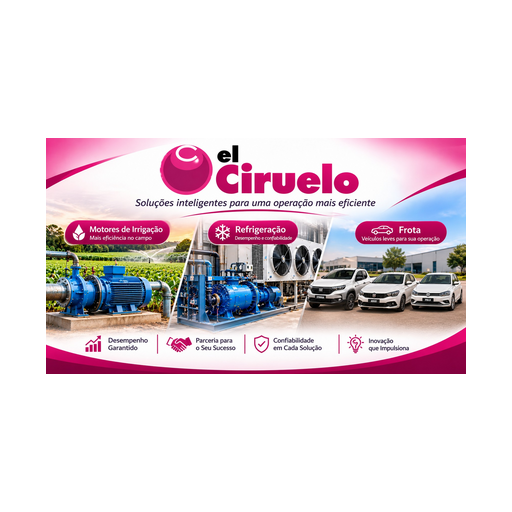 el
Ciruelo
Soluções inteligentes para uma operação mais eficiente
Motores de Irrigação
Mais eficiência no campo
Refrigeração
Desempenho e confiabilidade
Frota
Veículos leves para sua operação
Desempenho
Garantido
Parceria para
o Seu Sucesso
Confiabilidade
em Cada Solução
Inovação
que Impulsiona